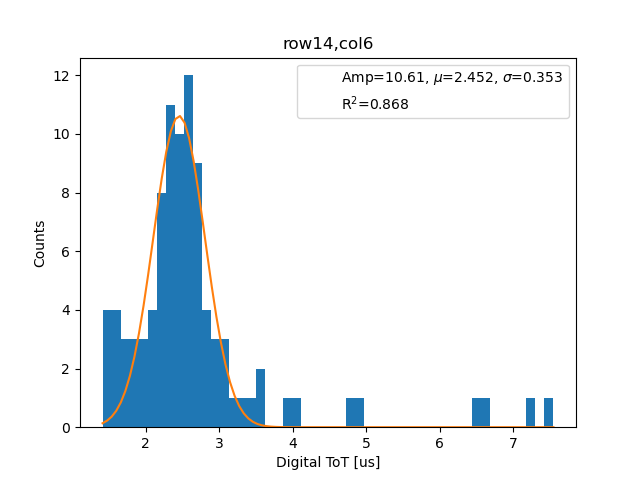 row14,col6
Amp=10.61, μ=2.452, σ=0.353
R²=0.868
12
10
8
6
4
2
0
Counts
2 3 4 5 6 7
Digital ToT [us]